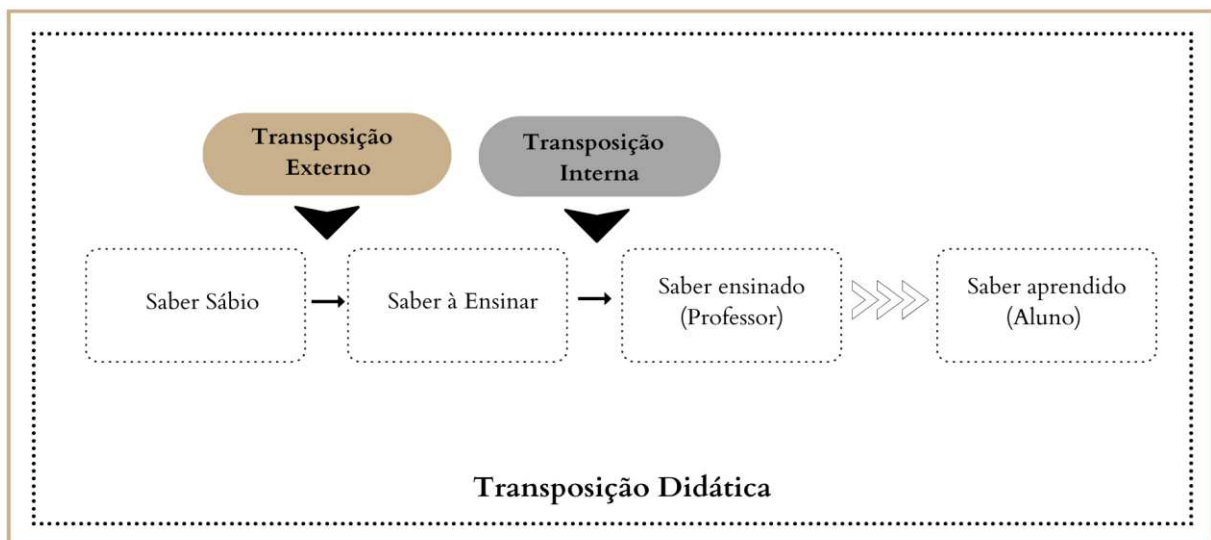 Transposição
Externo
Transposição
Interna
Saber Sábio
Saber à Ensinar
Saber ensinado
(Professor)
Saber aprendido
(Aluno)
Transposição Didática